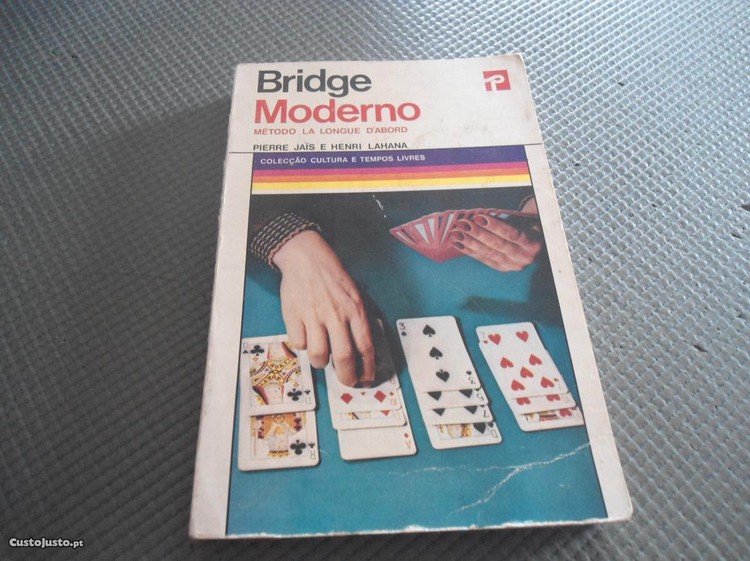 Bridge
Moderno
MÉTODO LA LONGUE D'ABORD
PIERRE JAÏS E HENRI LAHANA
COLECÇÃO CULTURA E TEMPOS LIVRES
CustoJusto.pt